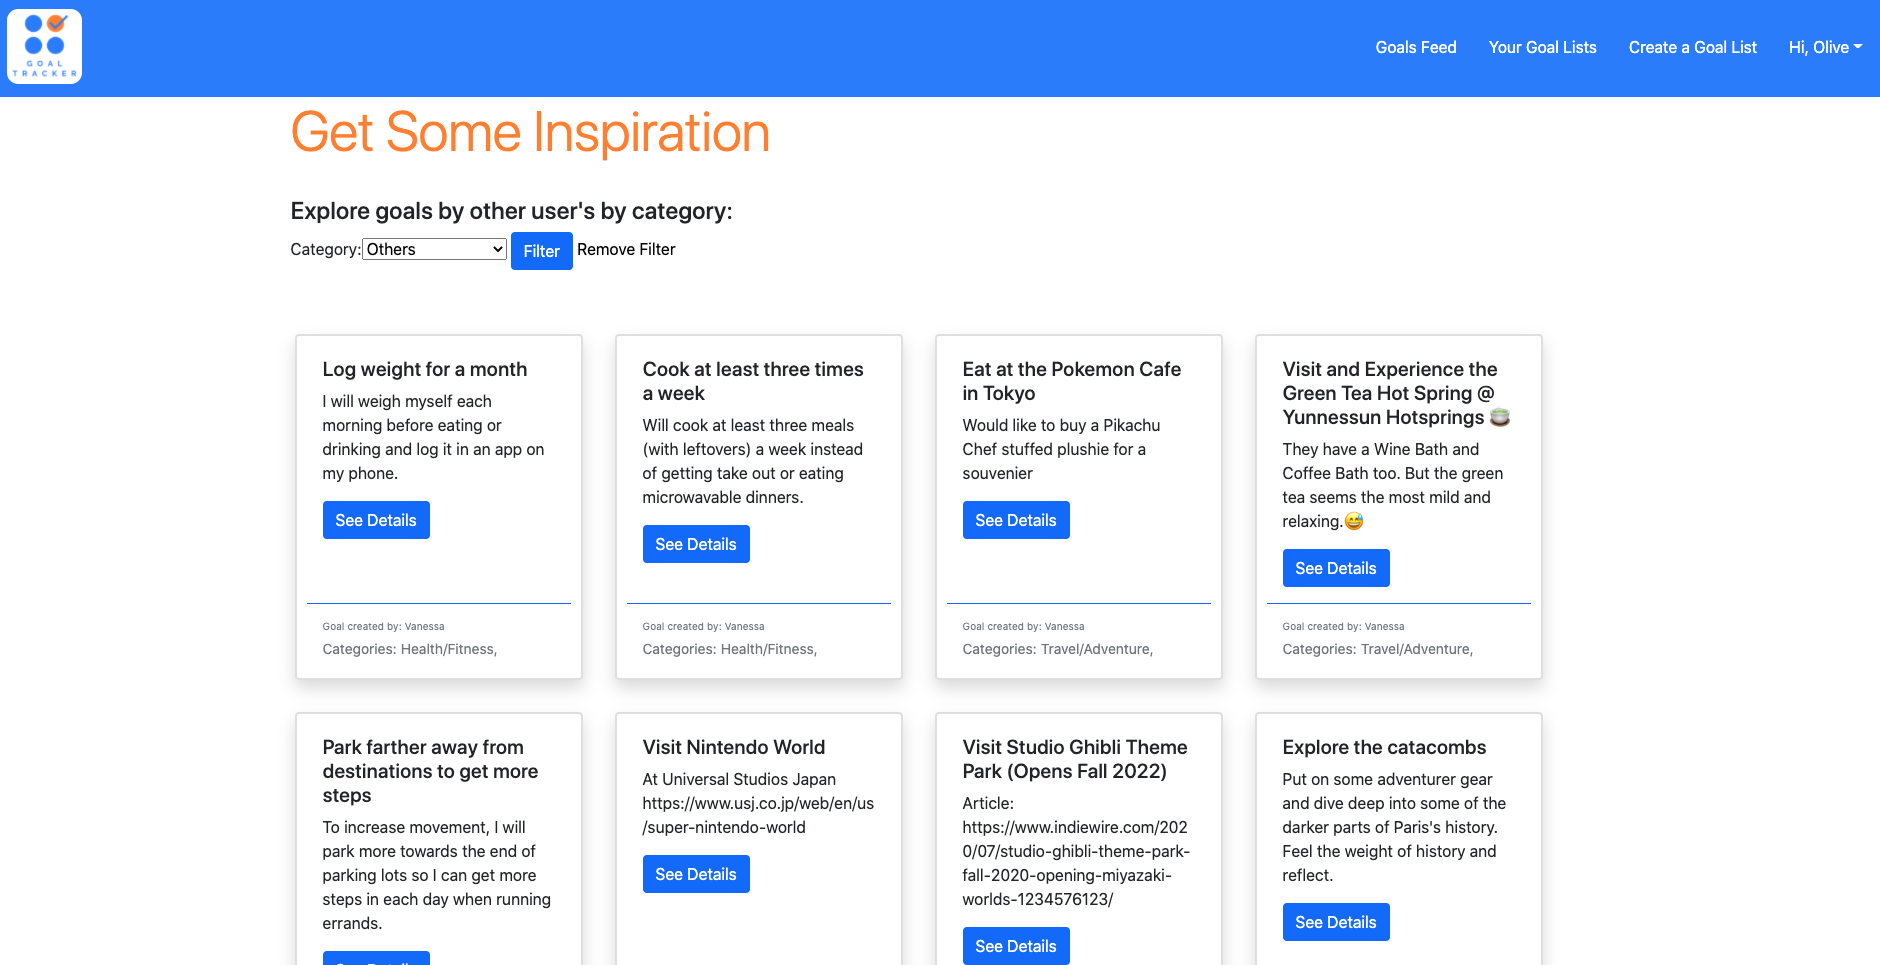 GOAL
TRACKER
Goals Feed
Your Goal Lists
Create a Goal List
Hi, Olive
Get Some Inspiration
Explore goals by other user's by category:
Category:
Others
Filter
Remove Filter
Log weight for a month
I will weigh myself each
morning before eating or
drinking and log it in an app on
my phone.
See Details
Goal created by: Vanessa
Categories: Health/Fitness,
Cook at least three times
a week
Will cook at least three meals
(with leftovers) a week instead
of getting take out or eating
microwavable dinners.
See Details
Goal created by: Vanessa
Categories: Health/Fitness,
Eat at the Pokemon Cafe
in Tokyo
Would like to buy a Pikachu
Chef stuffed plushie for a
souvenier
See Details
Goal created by: Vanessa
Categories: Travel/Adventure,
Visit and Experience the
Green Tea Hot Spring @
Yunnessun Hotsprings 🍵
They have a Wine Bath and
Coffee Bath too. But the green
tea seems the most mild and
relaxing.😅
See Details
Goal created by: Vanessa
Categories: Travel/Adventure,
Park farther away from
destinations to get more
steps
To increase movement, I will
park more towards the end of
parking lots so I can get more
steps in each day when running
errands.
See Details
Visit Nintendo World
At Universal Studios Japan
https://www.usj.co.jp/web/en/us
/super-nintendo-world
See Details
Visit Studio Ghibli Theme
Park (Opens Fall 2022)
Article:
https://www.indiewire.com/202
0/07/studio-ghibli-theme-park-
fall-2020-opening-miyazaki-
worlds-1234576123/
See Details
Explore the catacombs
Put on some adventurer gear
and dive deep into some of the
darker parts of Paris's history.
Feel the weight of history and
reflect.
See Details